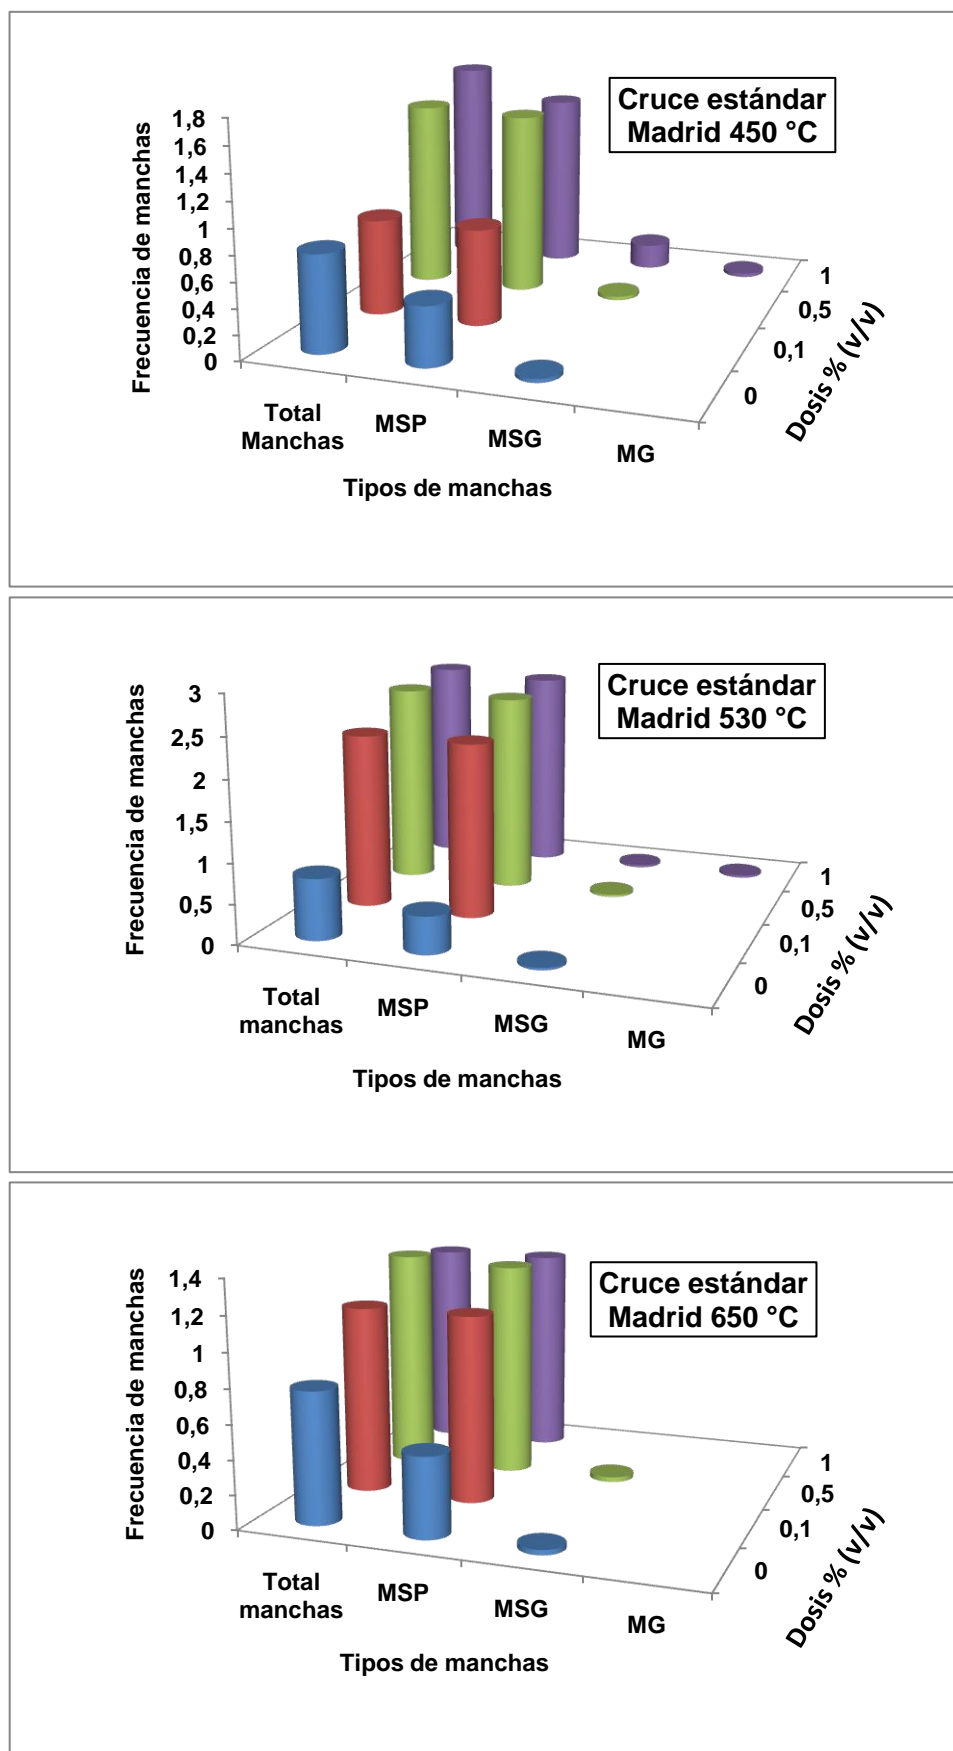 Cruce estándar
Madrid 450 °C
Frecuencia de manchas
1,8
1,6
1,4
1,2
1
0,8
0,6
0,4
0,2
0
Total
Manchas
MSP
MSG
MG
Tipos de manchas
1
0,5
0,1
0
Dosis % (v/v)
Cruce estándar
Madrid 530 °C
Frecuencia de manchas
3
2,5
2
1,5
1
0,5
0
Total
manchas
MSP
MSG
MG
Tipos de manchas
1
0,5
0,1
0
Dosis % (v/v)
Cruce estándar
Madrid 650 °C
Frecuencia de manchas
1,4
1,2
1
0,8
0,6
0,4
0,2
0
Total
manchas
MSP
MSG
MG
Tipos de manchas
1
0,5
0,1
0
Dosis % (v/v)